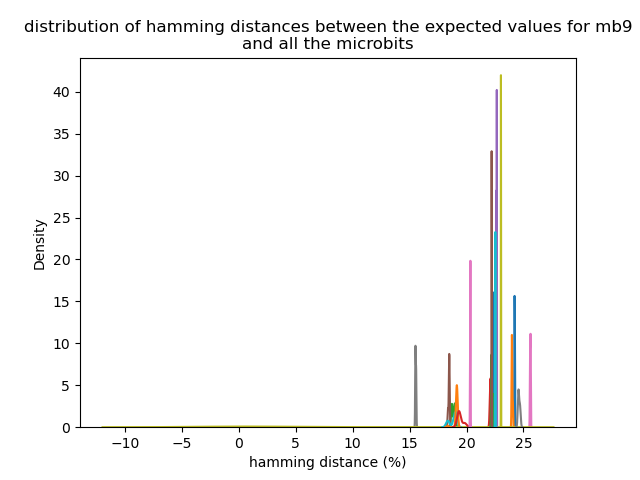 distribution of hamming distances between the expected values for mb9
and all the microbits
Density
40
35
30
25
20
15
10
5
0
−10 −5 0 5 10 15 20 25
hamming distance (%)